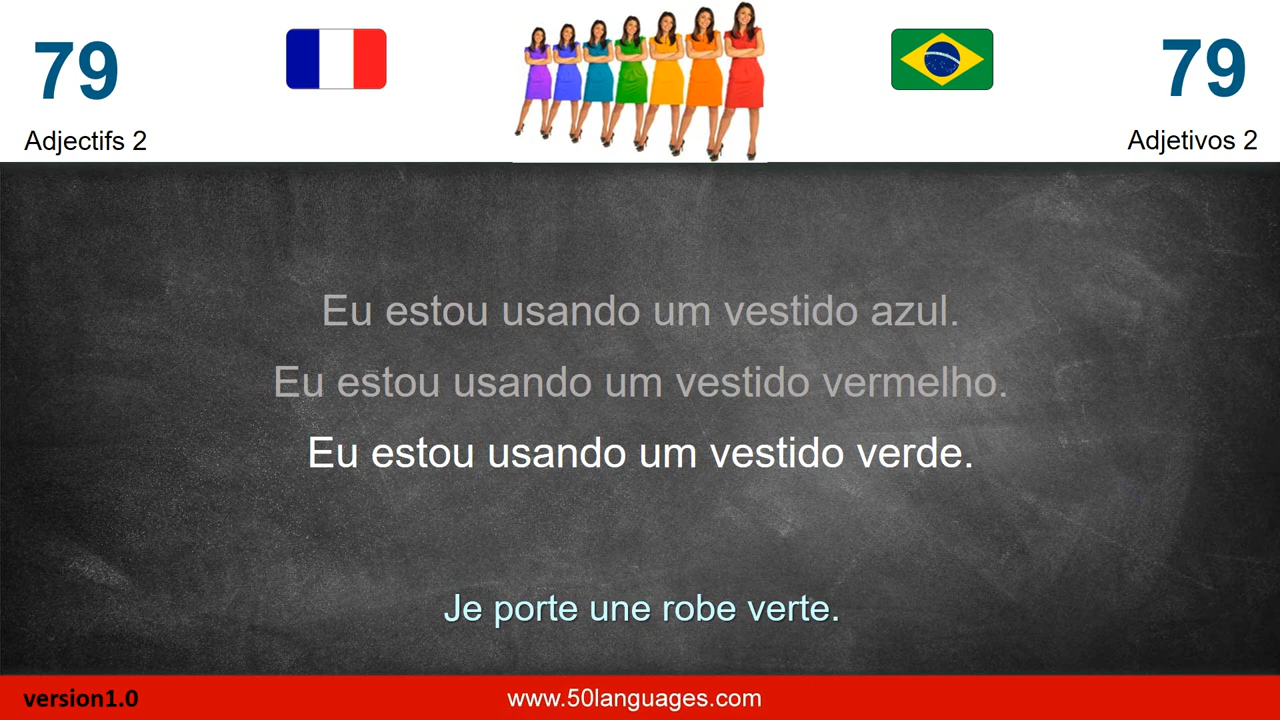 79
79
Adjectifs 2
Adjetivos 2
Eu estou usando um vestido azul.
Eu estou usando um vestido vermelho.
Eu estou usando um vestido verde.
Je porte une robe verte.
version1.0
www.50languages.com